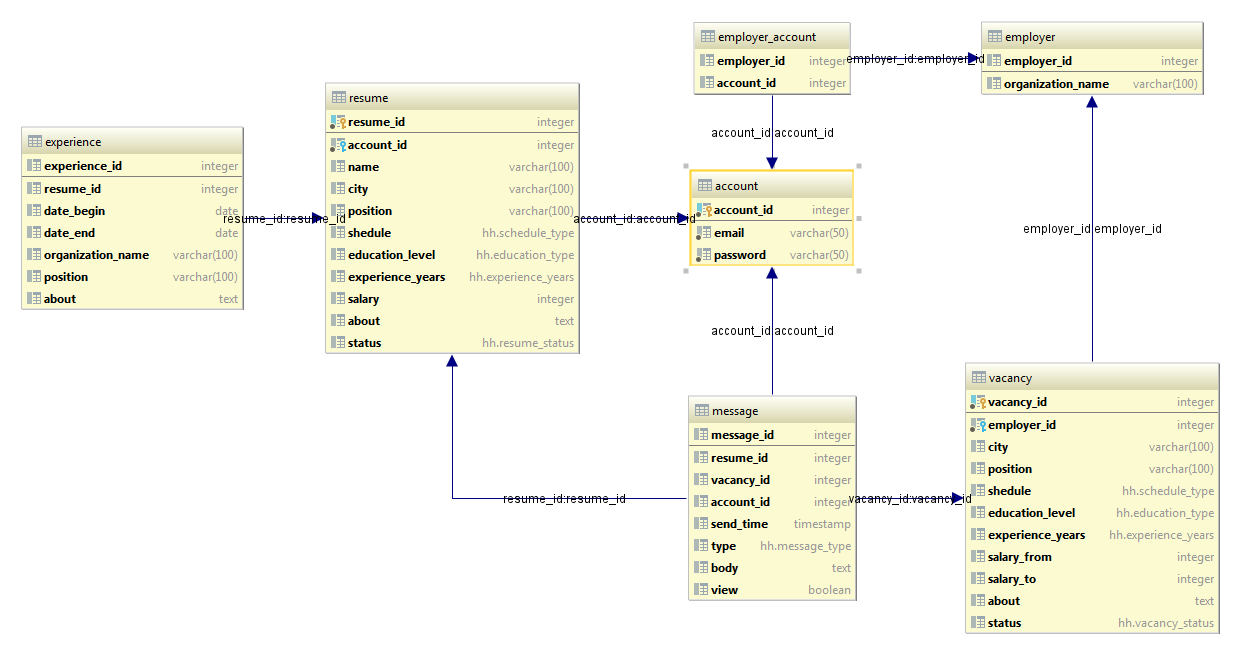 employer_account
employer_id integer
account_id integer
employer_id:employer_id
employer
employer_id integer
organization_name varchar(100)
account_id:account_id
resume
resume_id integer
account_id integer
name varchar(100)
city varchar(100)
position varchar(100)
shedule hh.schedule_type
education_level hh.education_type
experience_years hh.experience_years
salary integer
about text
status hh.resume_status
experience
experience_id integer
resume_id integer
date_begin date
date_end date
organization_name varchar(100)
position varchar(100)
about text
resume_id:resume_id
account_id:account_id
account
account_id integer
email varchar(50)
password varchar(50)
employer_id:employer_id
account_id:account_id
message
message_id integer
resume_id integer
vacancy_id integer
account_id integer
send_time timestamp
type hh.message_type
body text
view boolean
resume_id:resume_id
vacancy_id:vacancy_id
vacancy
vacancy_id integer
employer_id integer
city varchar(100)
position varchar(100)
shedule hh.schedule_type
education_level hh.education_type
experience_years hh.experience_years
salary_from integer
salary_to integer
about text
status hh.vacancy_status